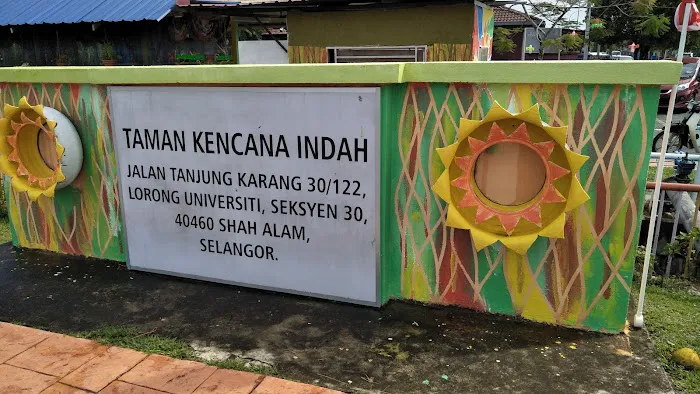 TAMAN KENCANA INDAH
JALAN TANJUNG KARANG 30/122,
LORONG UNIVERSITI, SEKSYEN 30,
40460 SHAH ALAM,
SELANGOR.